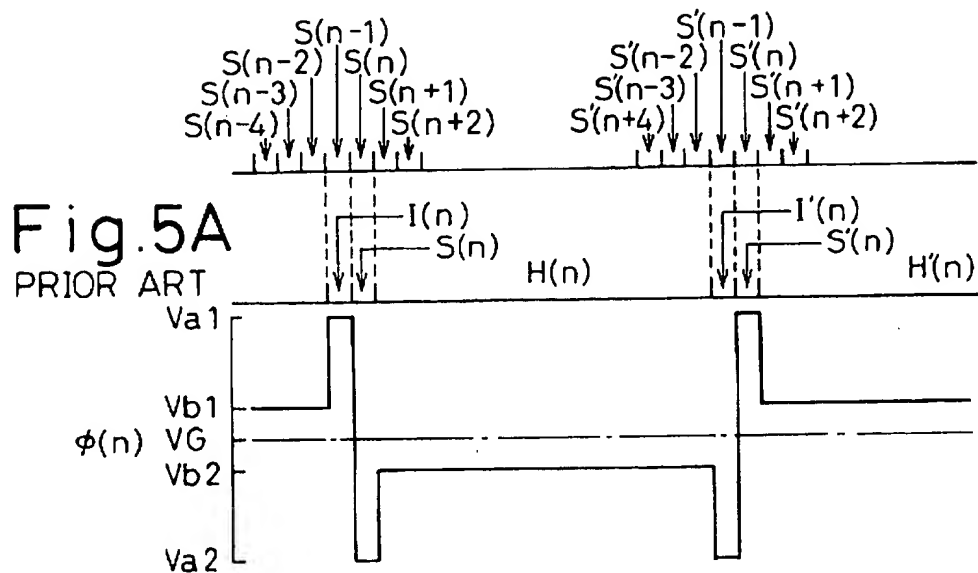 S(n-1)
S(n-2) S(n)
S(n-3) S(n+1)
S(n-4) S(n+2)
S'(n-1)
S'(n-2) S'(n)
S'(n-3) S'(n+1)
S'(n+4) S'(n+2)
Fig.5A
PRIOR ART
I(n)
S(n)
H(n)
I'(n)
S'(n)
H'(n)
Va1
Vb1
φ(n) VG
Vb2
Va2